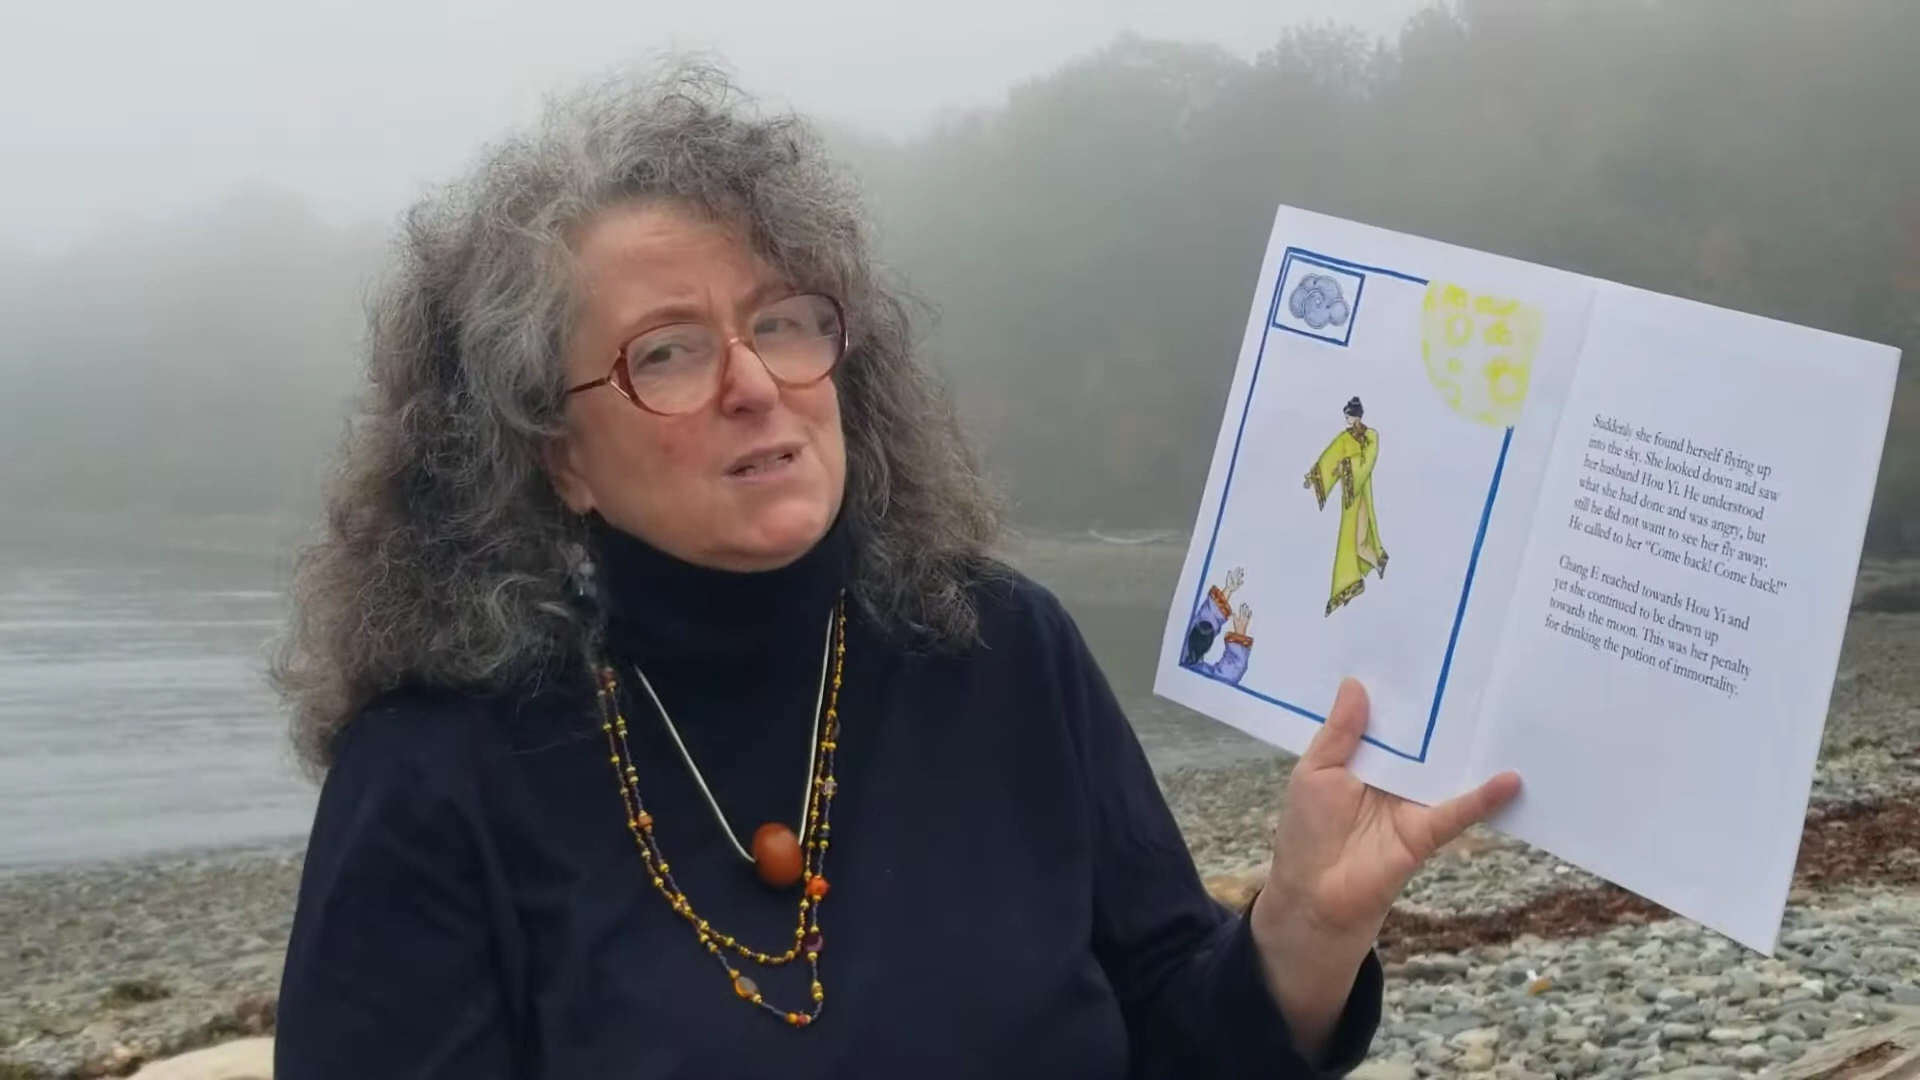 Suddenly she found herself flying up
into the sky. She looked down and saw
her husband Hou Yi. He understood
what she had done and was angry, but
still he did not want to see her fly away.
He called to her "Come back! Come back!"
Chang E reached towards Hou Yi and
yet she continued to be drawn up
towards the moon. This was her penalty
for drinking the potion of immortality.